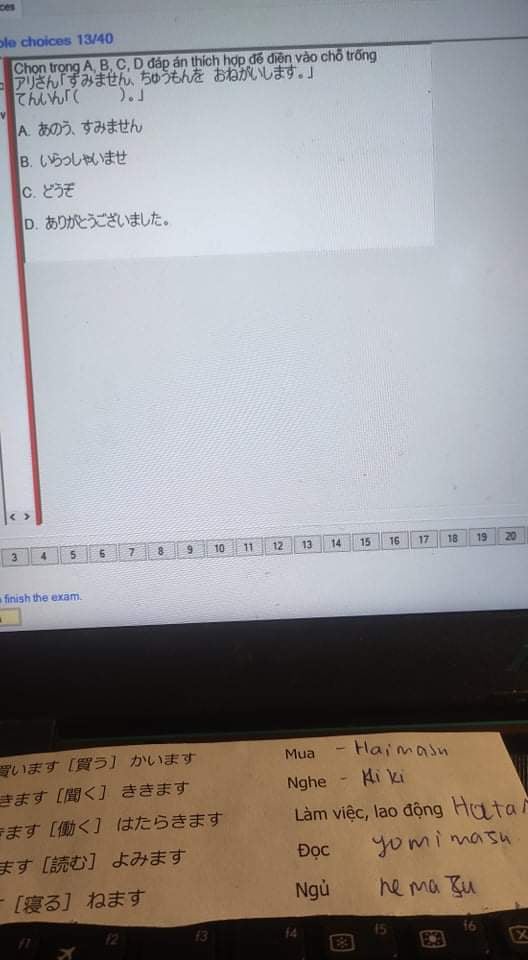 ces
ple choices 13/40
Chọn trong A, B, C, D đáp án thích hợp để điền vào chỗ trống
アリさん「すみません、ちゅうもんを おねがいします。」
てんいん「( )。」
A. あのう、すみません
B. いらっしゃいませ
C. どうぞ
D. ありがとうございました。
< >
3 4 5 6 7 8 9 10 11 12 13 14 15 16 17 18 19 20
finish the exam.
買います [買う] かいます Mua - Haimasu
きます [聞く] ききます Nghe - Kiki
きます [働く] はたらきます Làm việc, lao động Hatar
ます [読む] よみます Đọc yomimasu
[寝る] ねます Ngủ nemasu
f1 f2 f3 f4 f5 f6